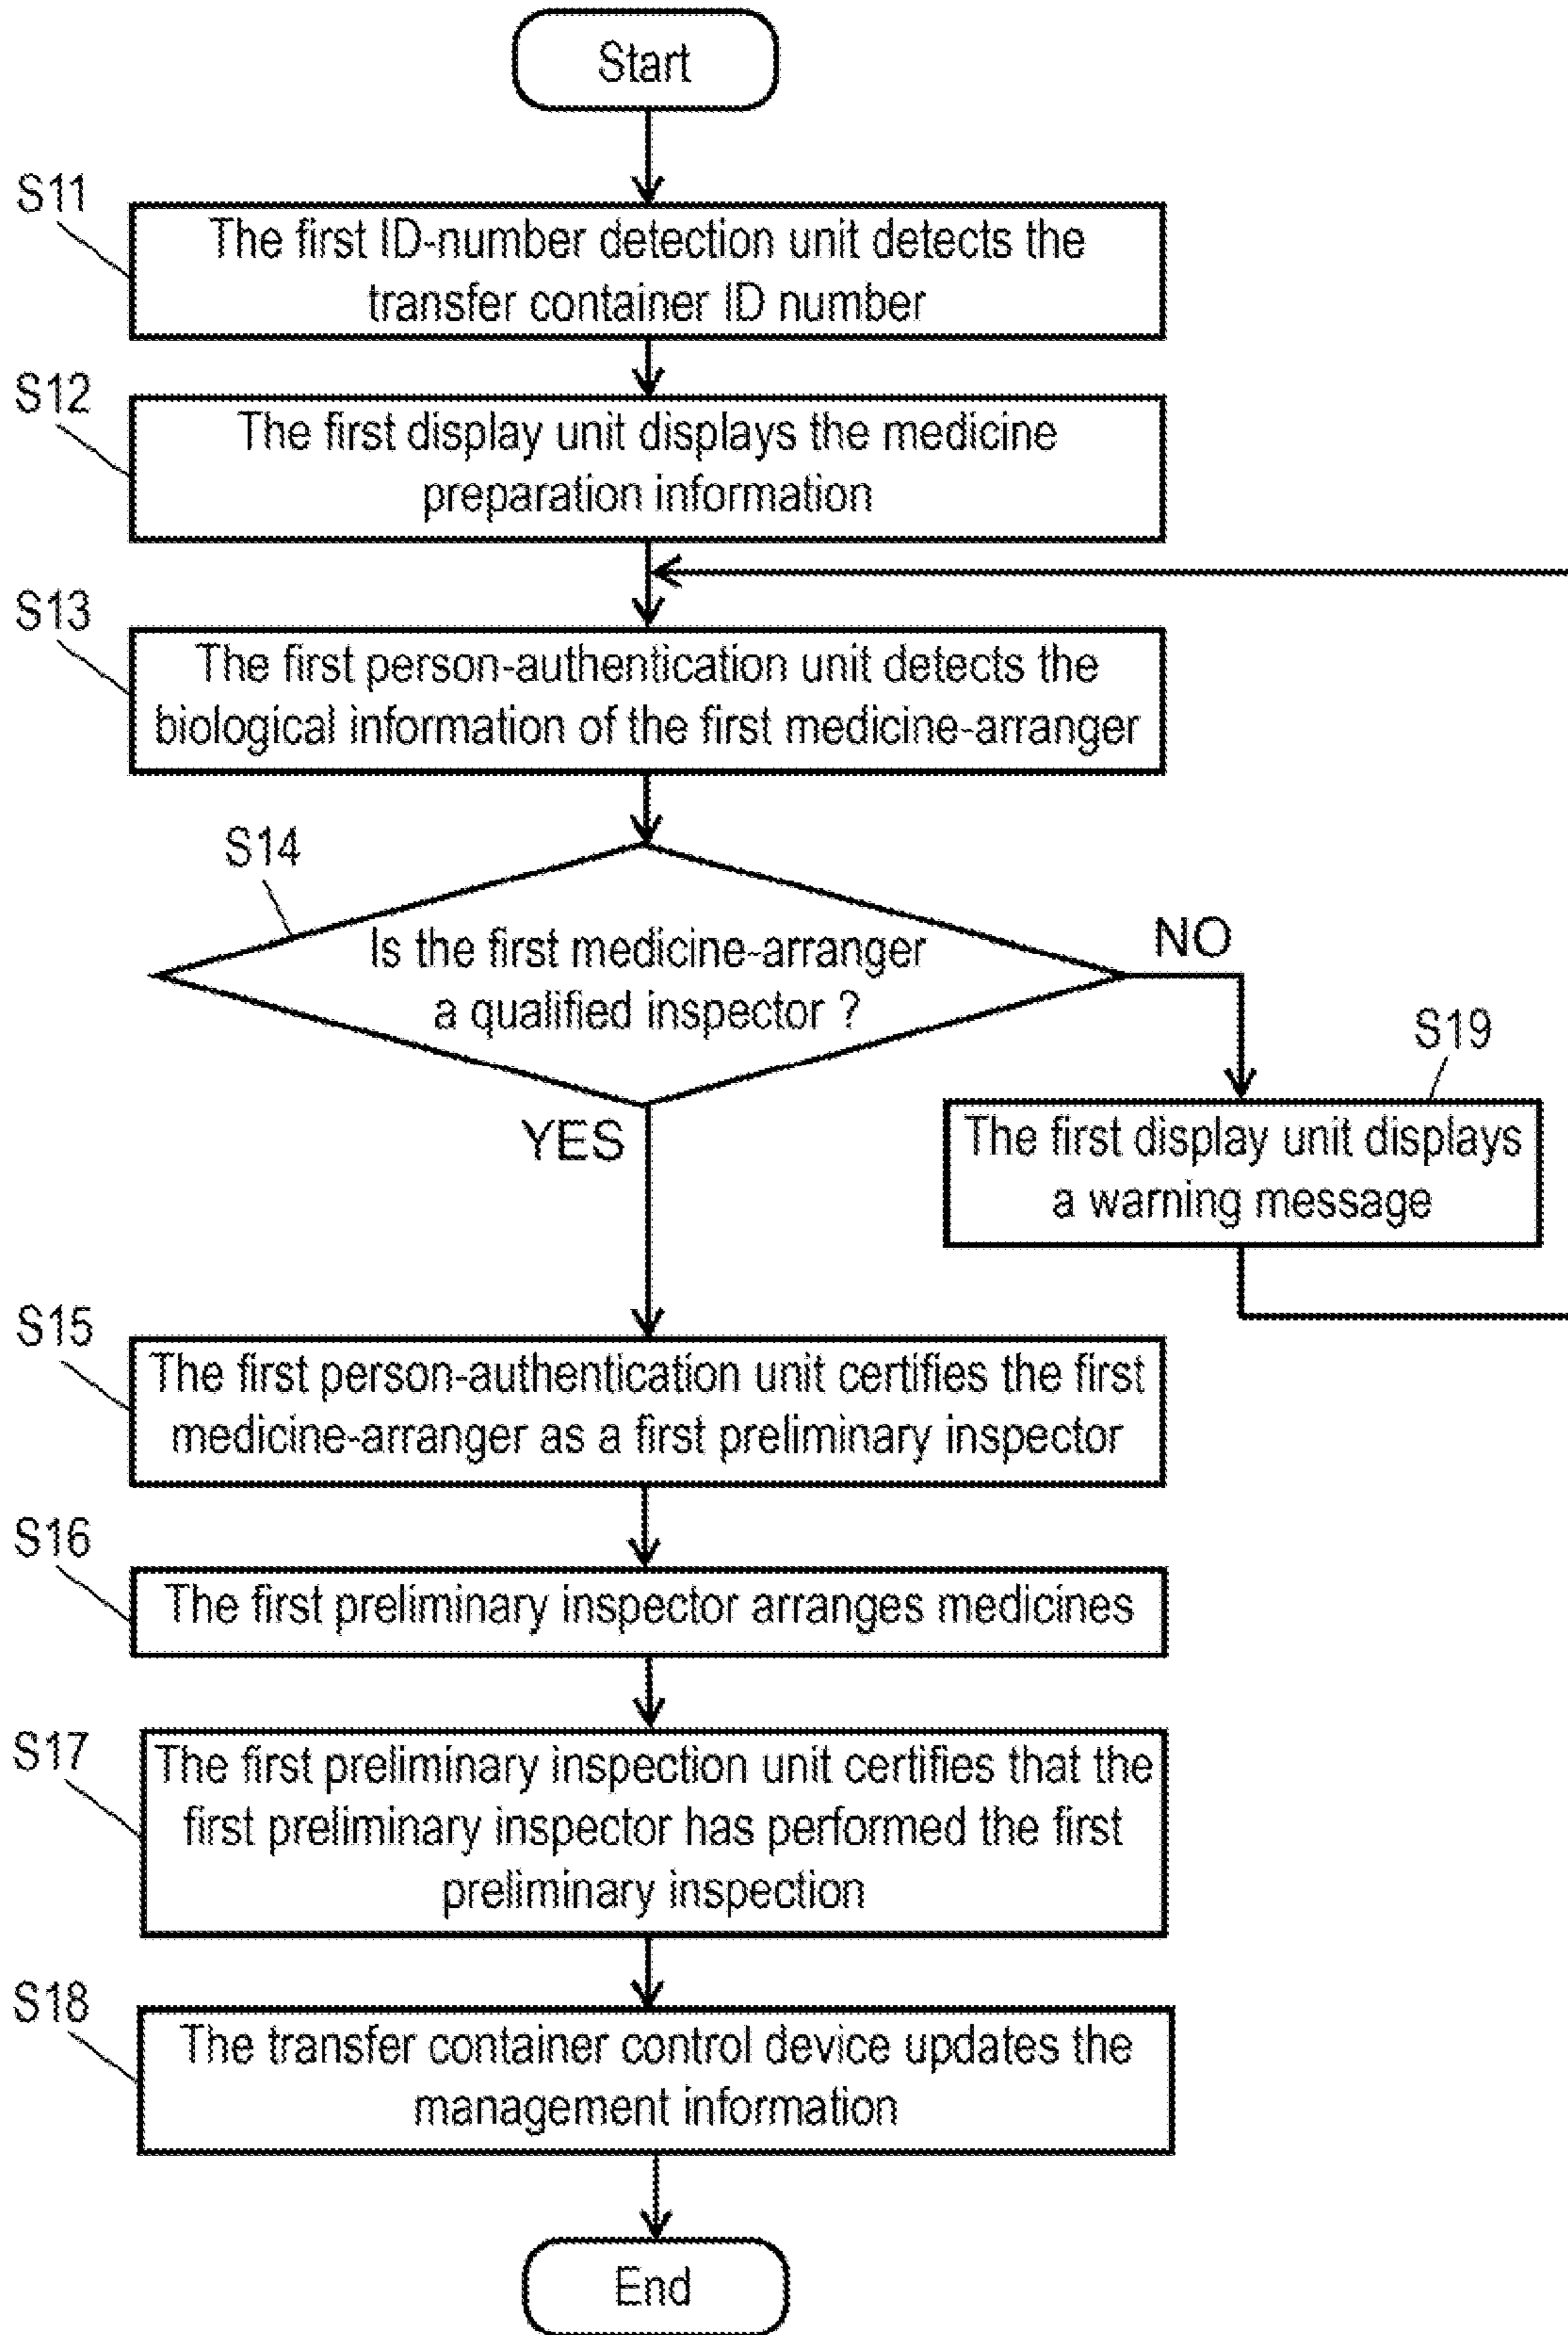 Start
S11
The first ID-number detection unit detects the
transfer container ID number
S12
The first display unit displays the medicine
preparation information
S13
The first person-authentication unit detects the
biological information of the first medicine-arranger
S14
Is the first medicine-arranger
a qualified inspector ?
NO
YES
S19
The first display unit displays
a warning message
S15
The first person-authentication unit certifies the first
medicine-arranger as a first preliminary inspector
S16
The first preliminary inspector arranges medicines
S17
The first preliminary inspection unit certifies that the
first preliminary inspector has performed the first
preliminary inspection
S18
The transfer container control device updates the
management information
End